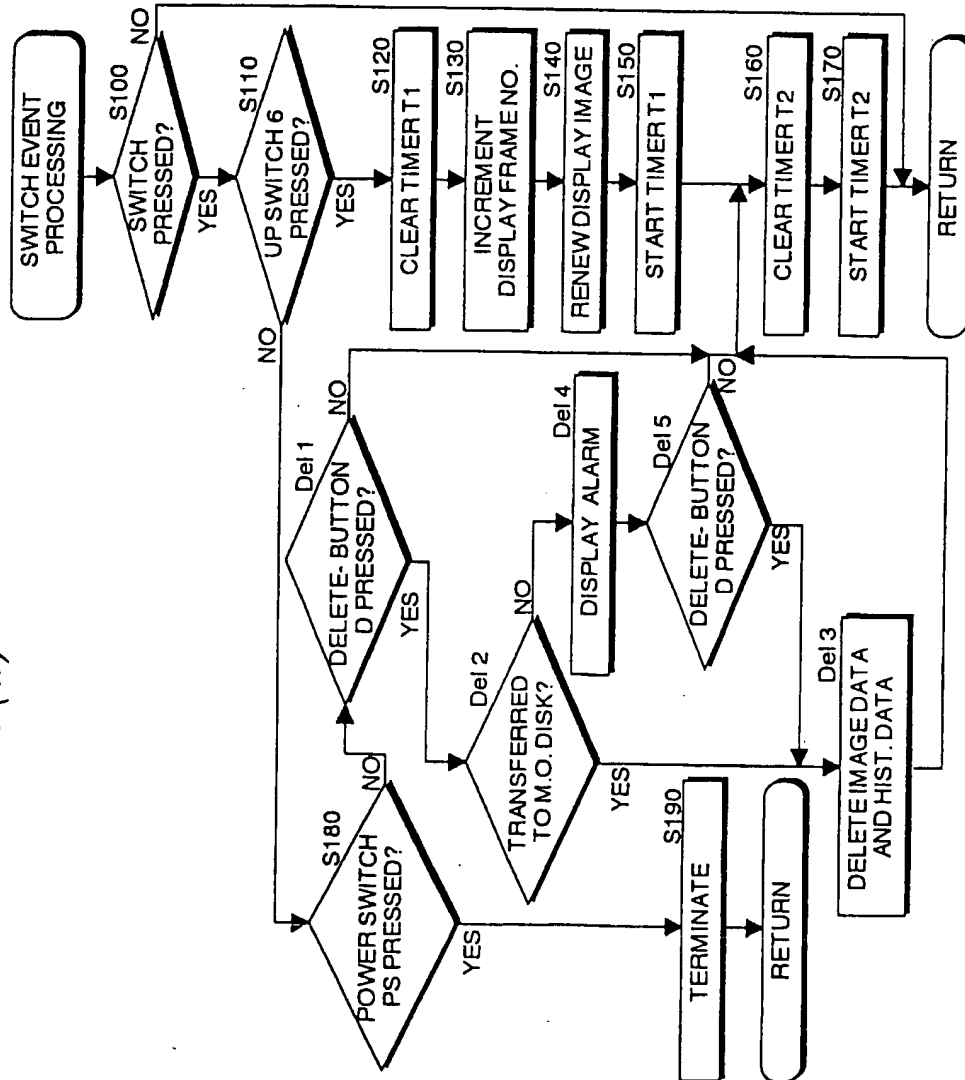 SWITCH EVENT
PROCESSING
S100
SWITCH
PRESSED?
NO
YES
S110
UP SWITCH 6
PRESSED?
NO
YES
S120
CLEAR TIMER T1
S130
INCREMENT
DISPLAY FRAME NO.
S140
RENEW DISPLAY IMAGE
S150
START TIMER T1
S160
CLEAR TIMER T2
S170
START TIMER T2
RETURN
Del 1
DELETE- BUTTON
D PRESSED?
NO
YES
Del 2
TRANSFERRED
TO M.O. DISK?
NO
YES
Del 4
DISPLAY ALARM
Del 5
DELETE- BUTTON
D PRESSED?
NO
YES
Del 3
DELETE IMAGE DATA
AND HIST. DATA
S180
POWER SWITCH
PS PRESSED?
NO
YES
S190
TERMINATE
RETURN